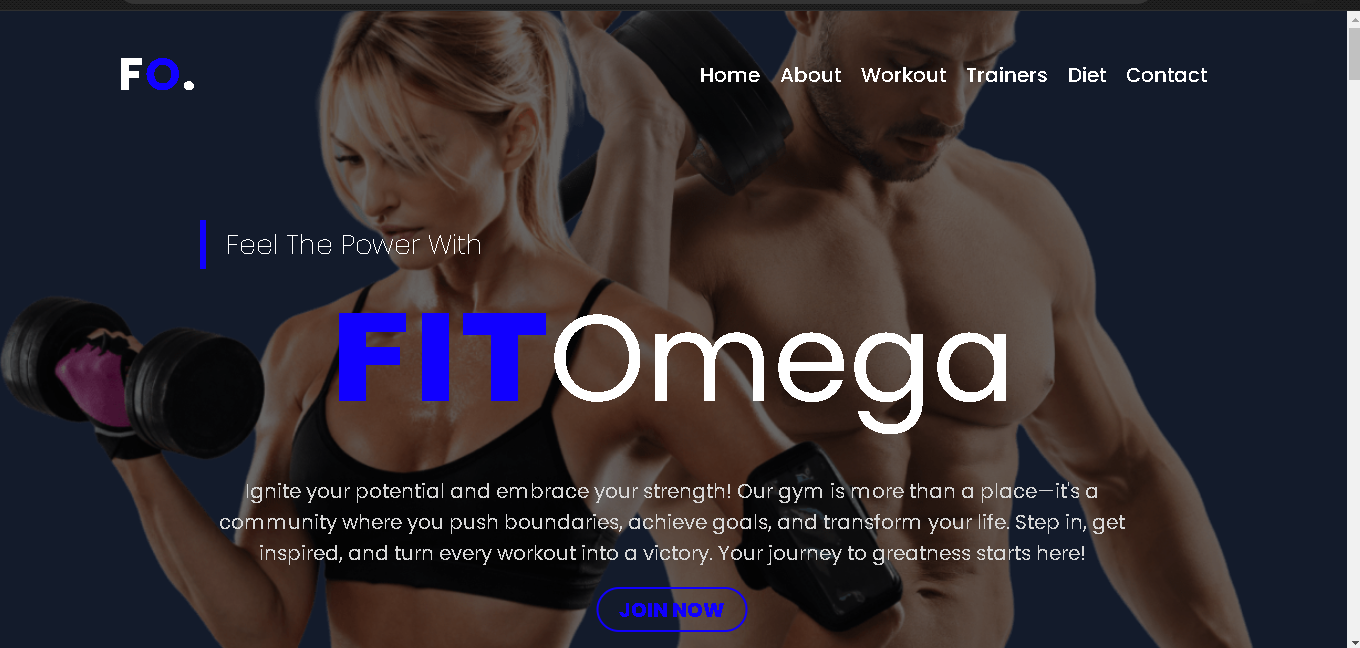 FO.
Home About Workout Trainers Diet Contact
Feel The Power With
FITOmega
Ignite your potential and embrace your strength! Our gym is more than a place—it's a
community where you push boundaries, achieve goals, and transform your life. Step in, get
inspired, and turn every workout into a victory. Your journey to greatness starts here!
JOIN NOW